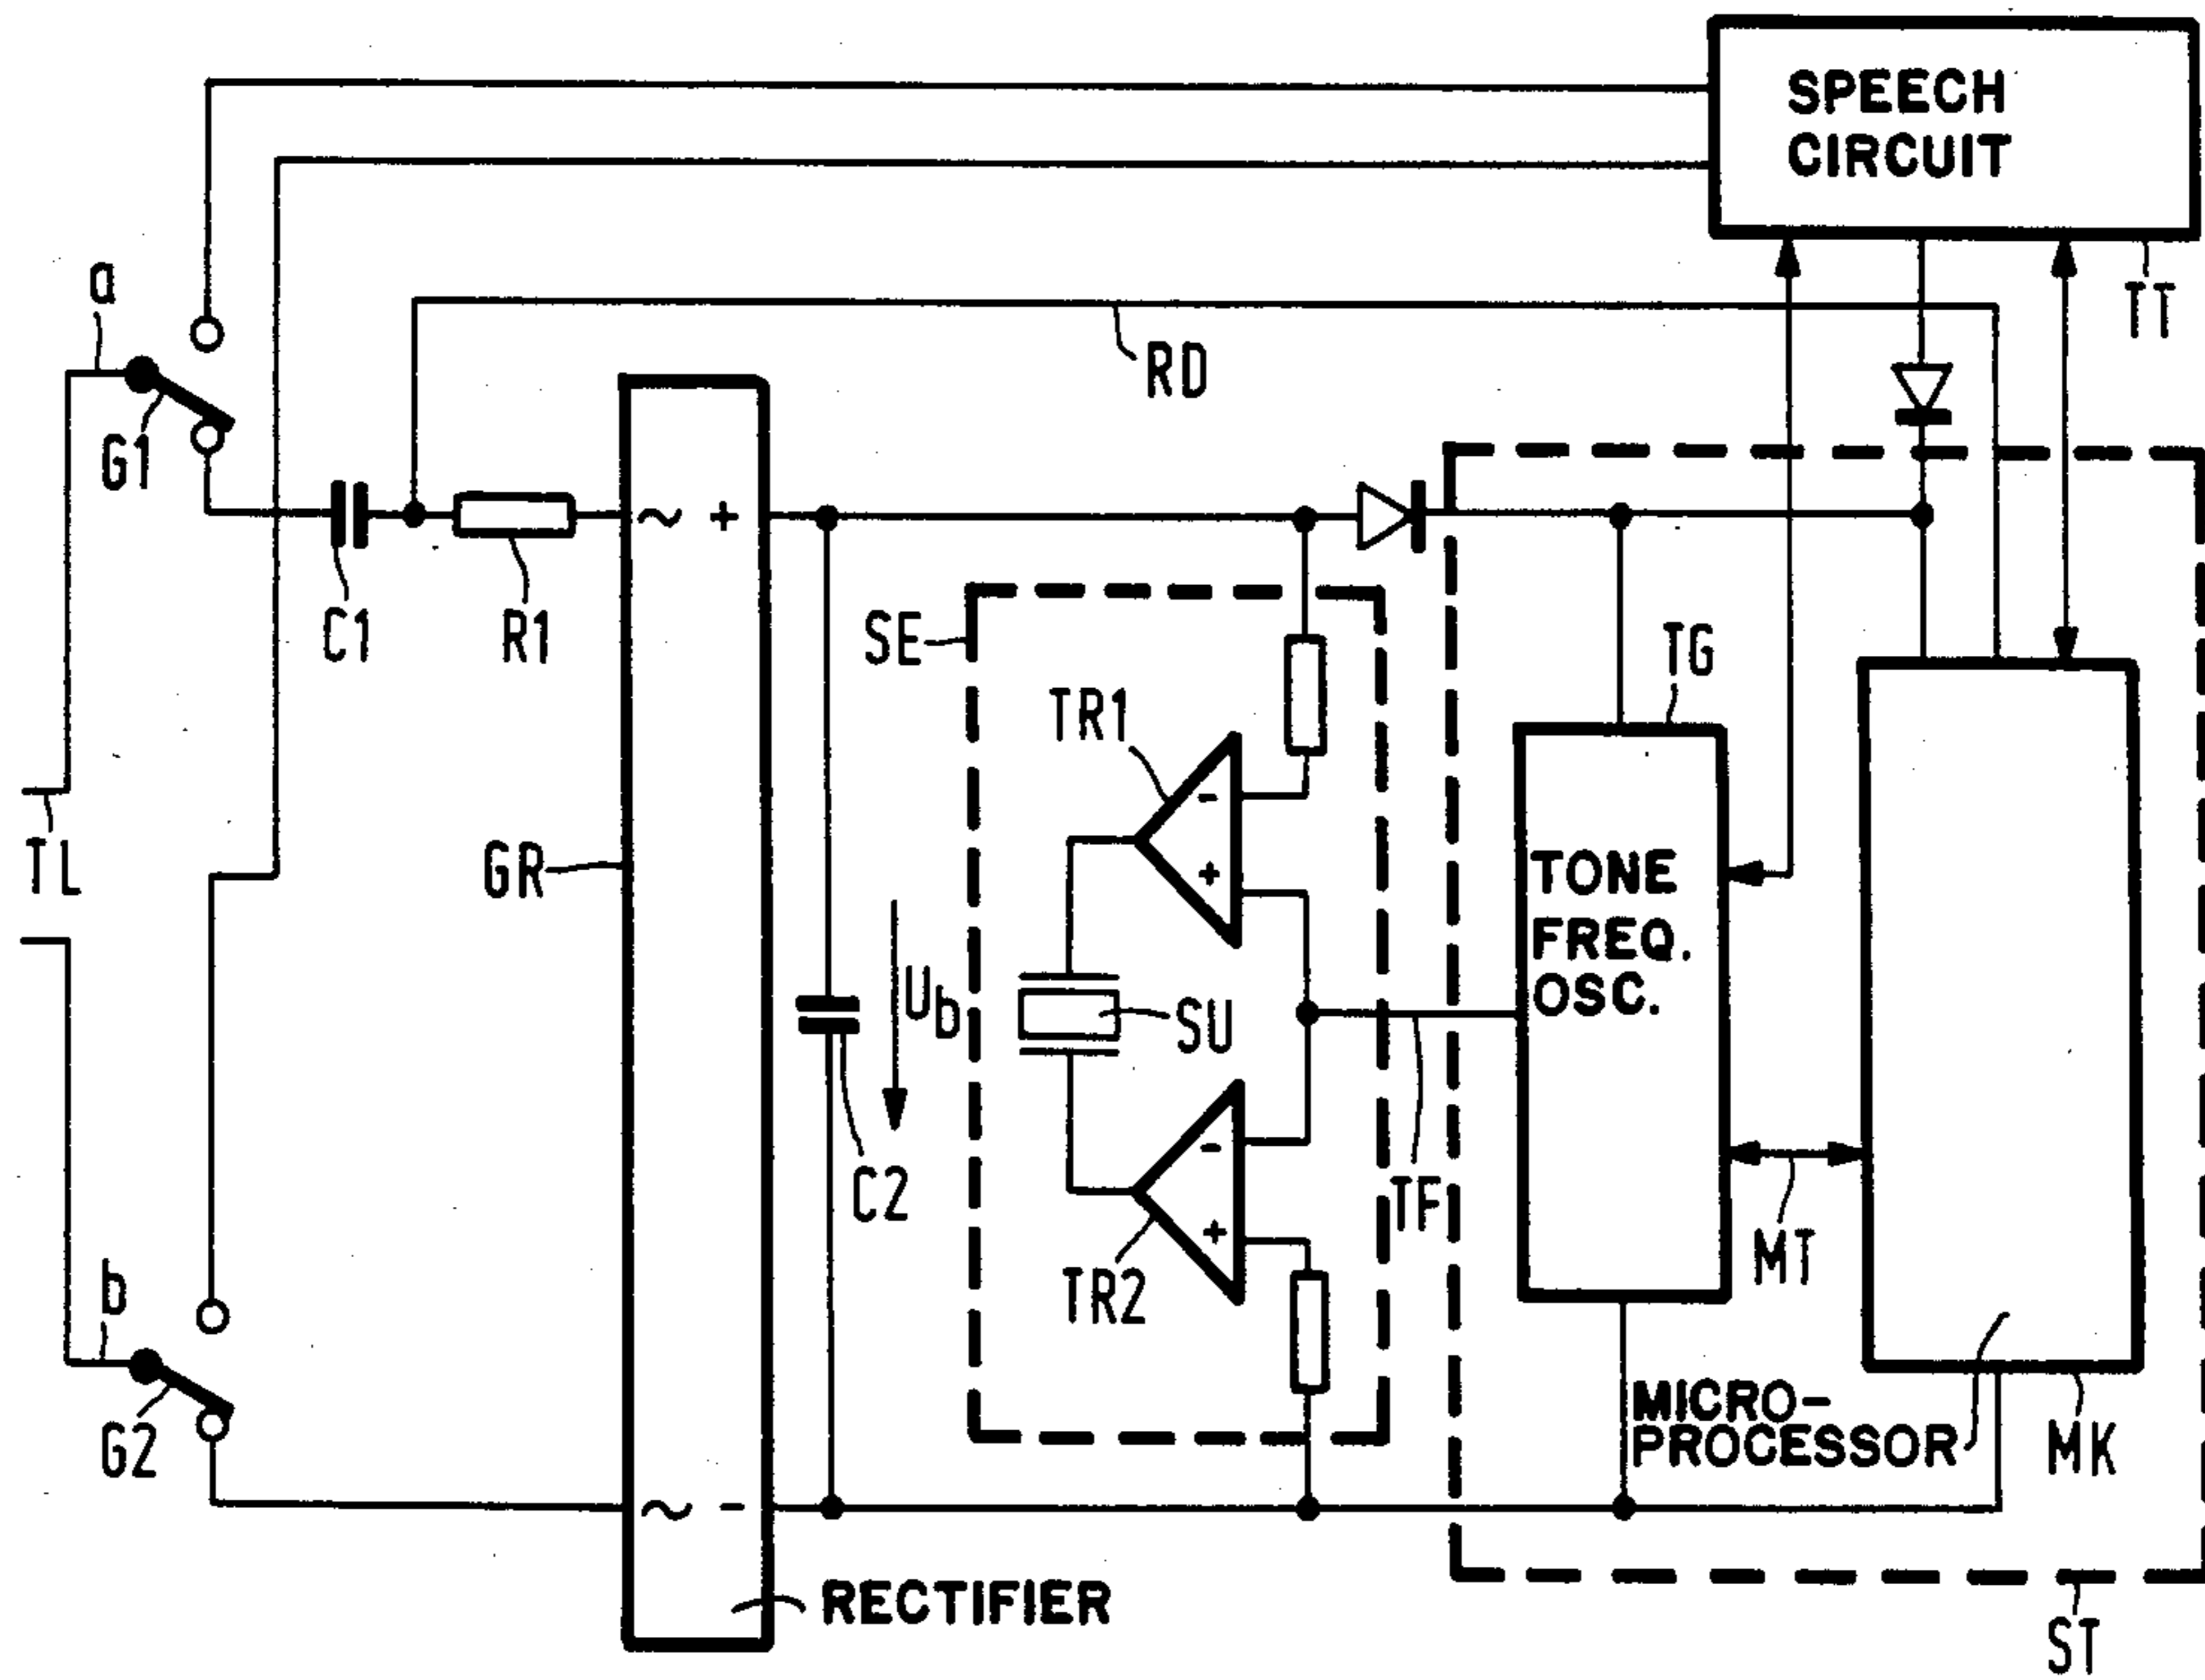 SPEECH
CIRCUIT
a
TT
RD
G1
~ +
C1
R1
SE
TG
TR1
-
TL
GR
+
TONE
FREQ.
OSC.
Ub
SU
-
C2
TF
+
MT
b
TR2
MICRO-
PROCESSOR
G2
MK
~ -
RECTIFIER
ST